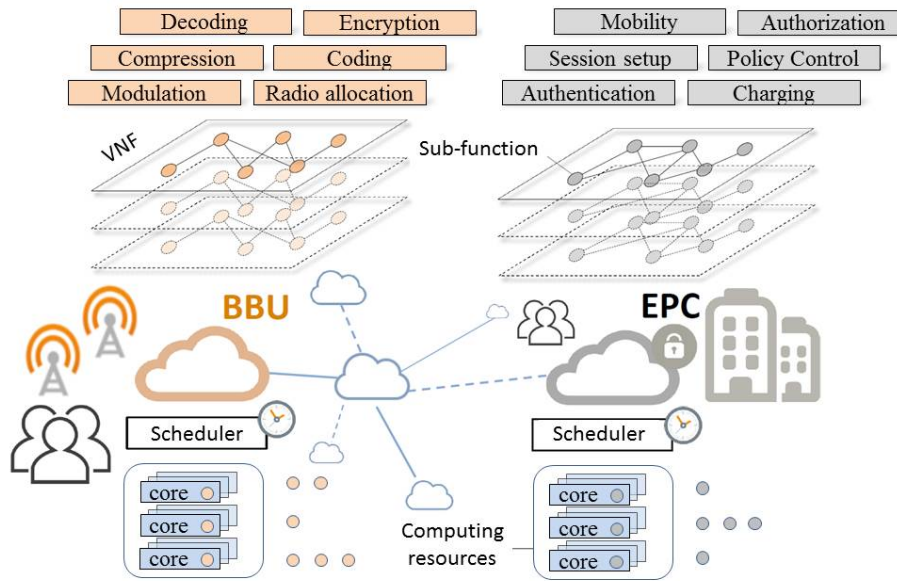 Decoding
Encryption
Compression
Coding
Modulation
Radio allocation
Mobility
Authorization
Session setup
Policy Control
Authentication
Charging
VNF
Sub-function
BBU
EPC
Scheduler
Scheduler
core
core
core
Computing
resources
core
core
core